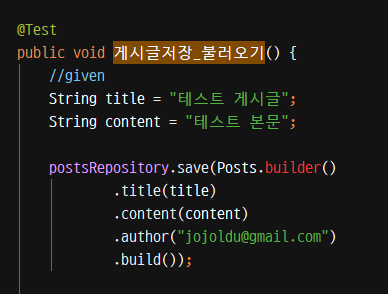 @Test
public void 게시글저장_불러오기() {
//given
String title = "테스트 게시글";
String content = "테스트 본문";
postsRepository.save(Posts.builder()
.title(title)
.content(content)
.author("jojoldu@gmail.com")
.build());